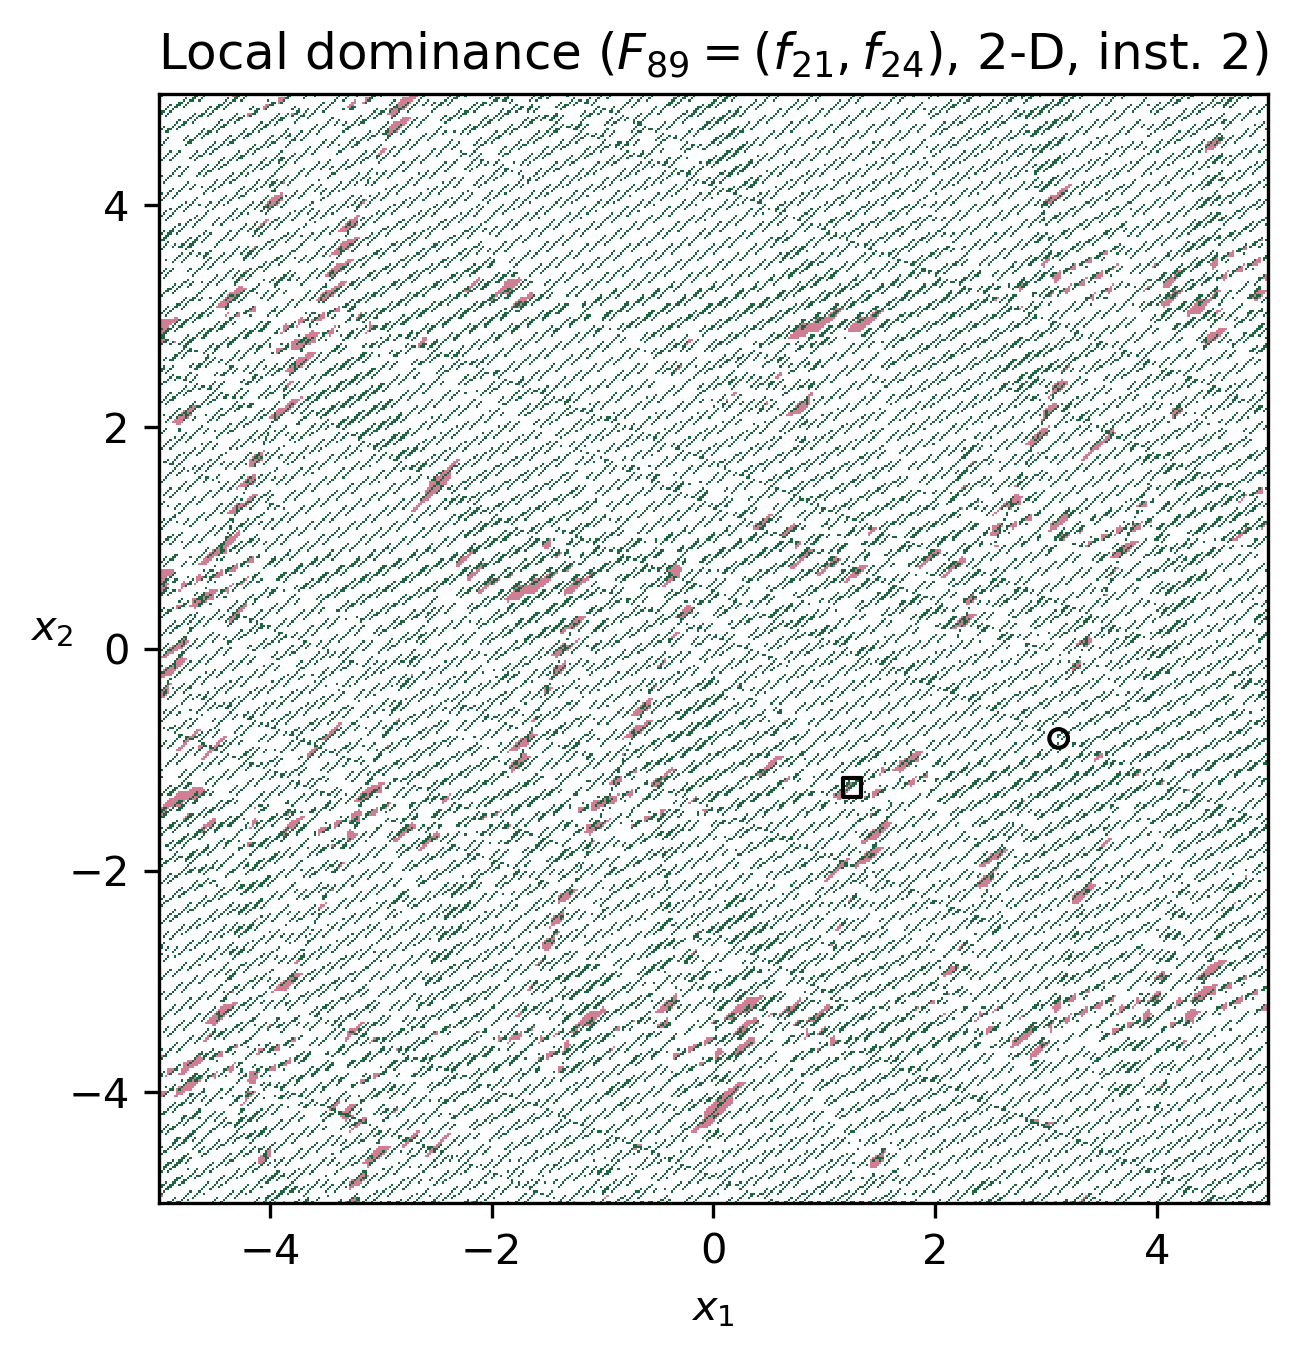 Local dominance (F₈₉ = (f₂₁, f₂₄), 2-D, inst. 2)
4
2
x₂ 0
−2
−4
−4 −2 0 2 4
x₁